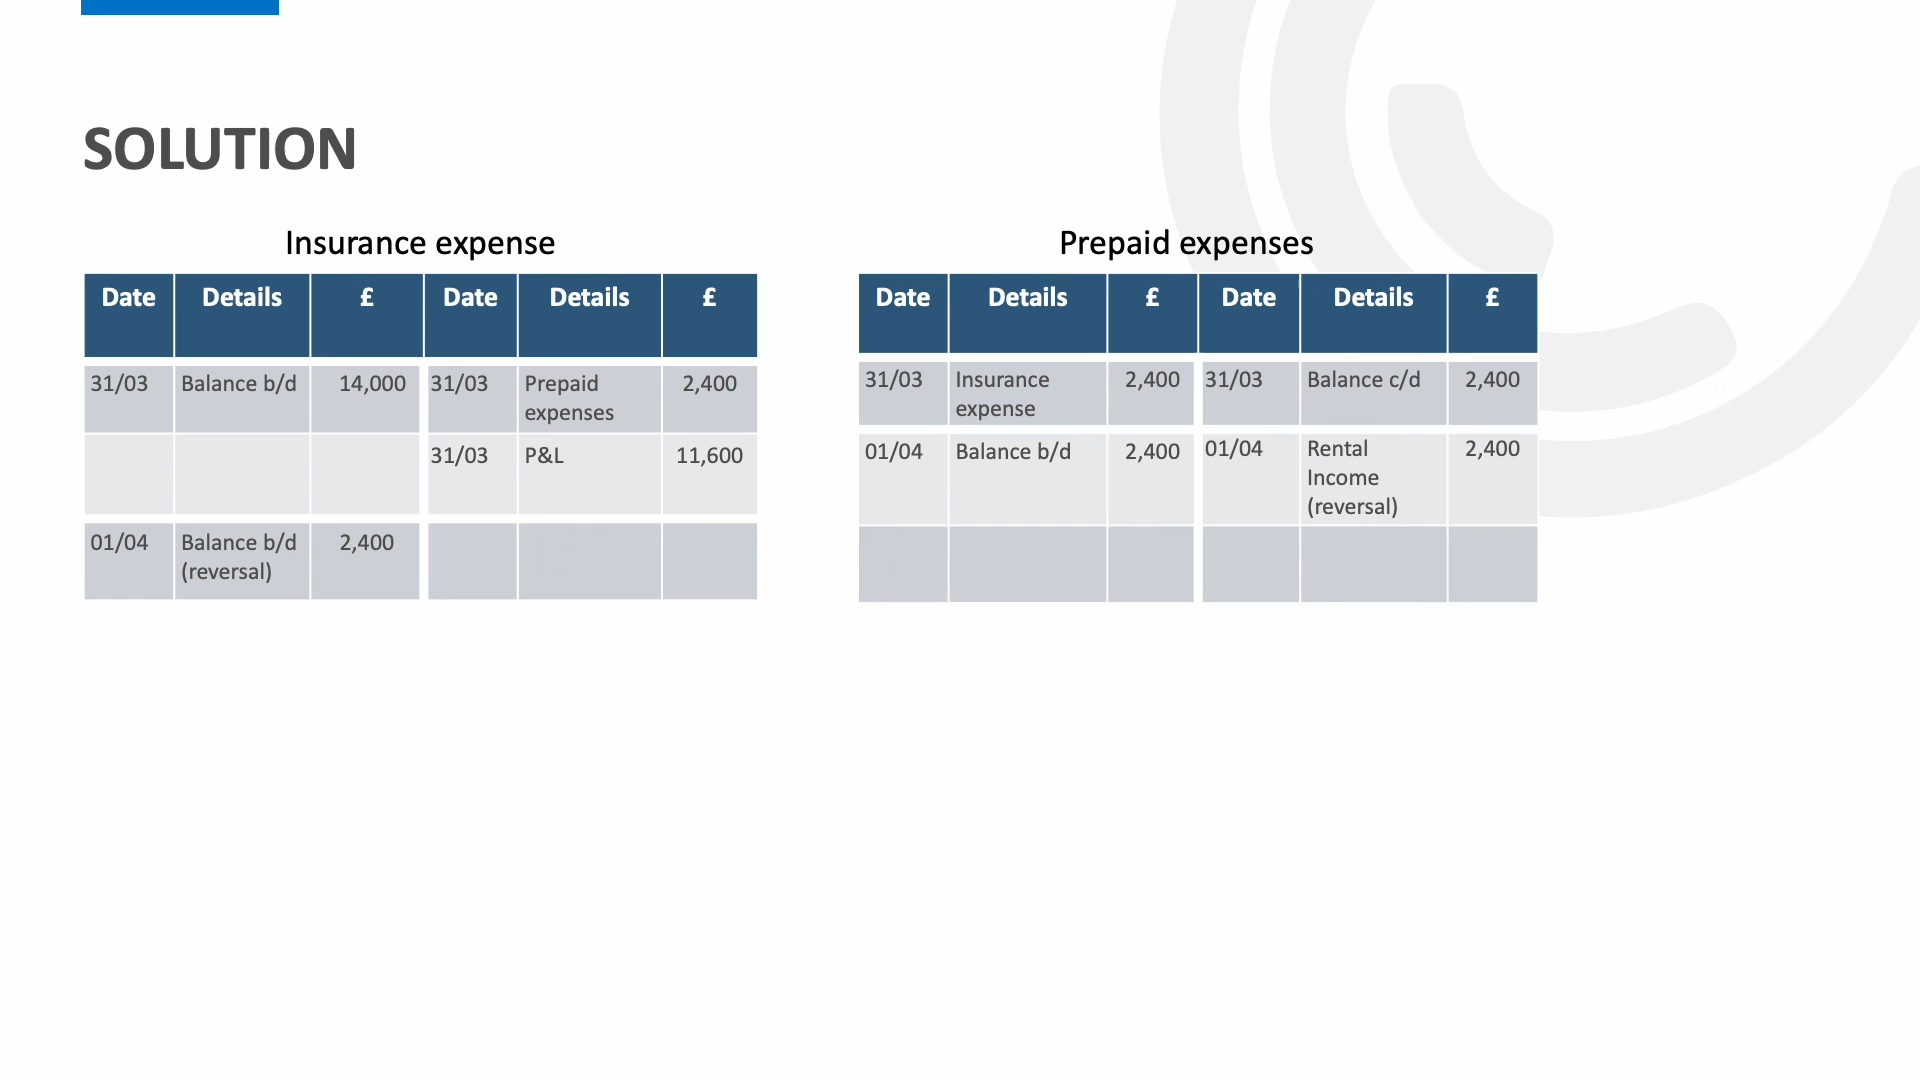 SOLUTION
Insurance expense
Date Details £ Date Details £
31/03 Balance b/d 14,000 31/03 Prepaid expenses 2,400
31/03 P&L 11,600
01/04 Balance b/d (reversal) 2,400
Prepaid expenses
Date Details £ Date Details £
31/03 Insurance expense 2,400 31/03 Balance c/d 2,400
01/04 Balance b/d 2,400 01/04 Rental Income (reversal) 2,400